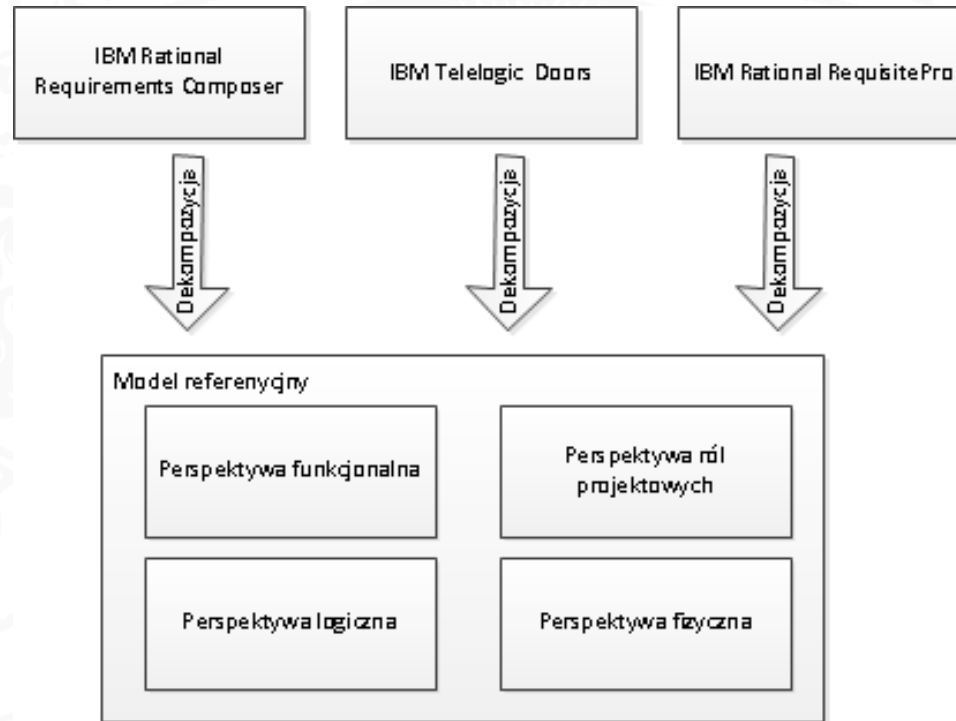 IBM Rational
Requirements Composer
IBM Telelogic Doors
IBM Rational RequisitePro
Dekompozycja
Dekompozycja
Dekompozycja
Model referencyjny
Perspektywa funkcjonalna
Perspektywa ról
projektowych
Perspektywa logiczna
Perspektywa fizyczna